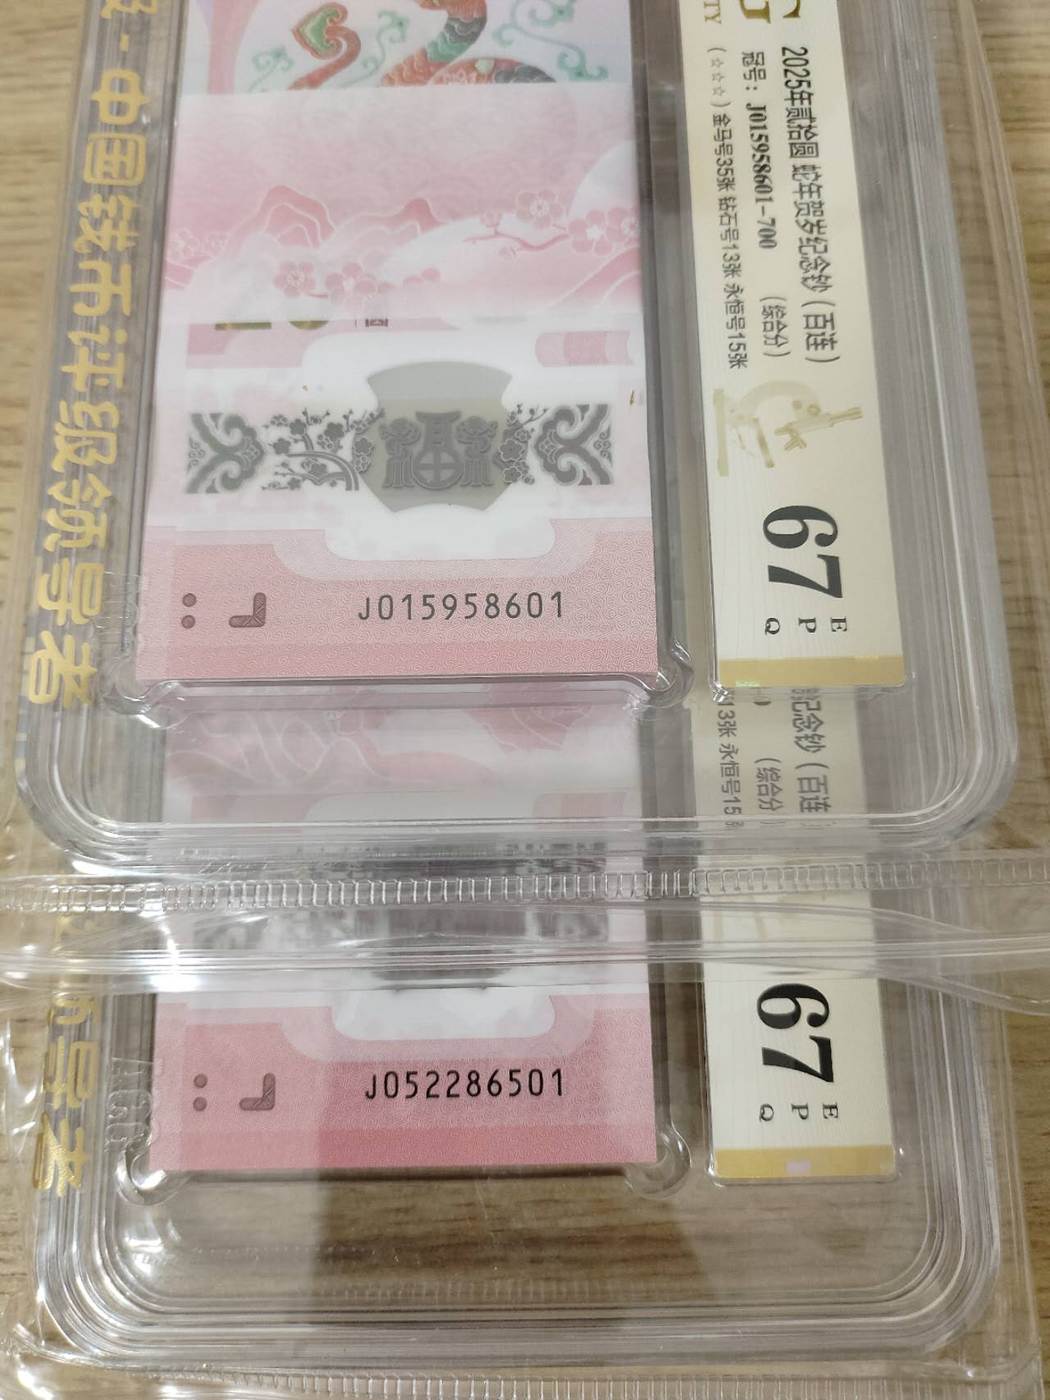 中国钱币评级领导者
2025年贰拾圆 蛇年贺岁纪念钞（百连）
冠号：J015958601-700 （综合分）
（☆☆☆）金马号35张 钻石号13张 永恒号15张
67
E
P
Q
J015958601
纪念钞（百连
（综合分
13张 永恒号15
导者
67
E
P
Q
J052286501